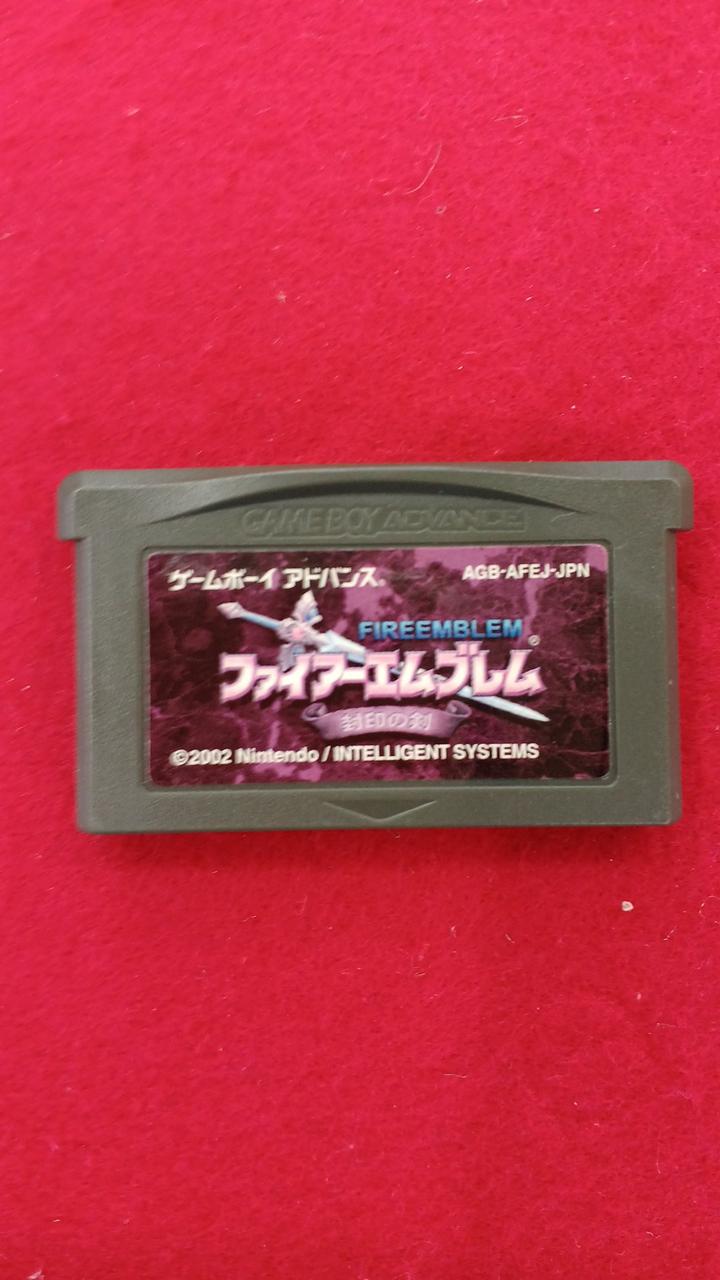 GAME BOY ADVANCE
ゲームボーイ アドバンス®
AGB-AFEJ-JPN
FIREEMBLEM®
ファイアーエムブレム
封印の剣
©2002 Nintendo / INTELLIGENT SYSTEMS